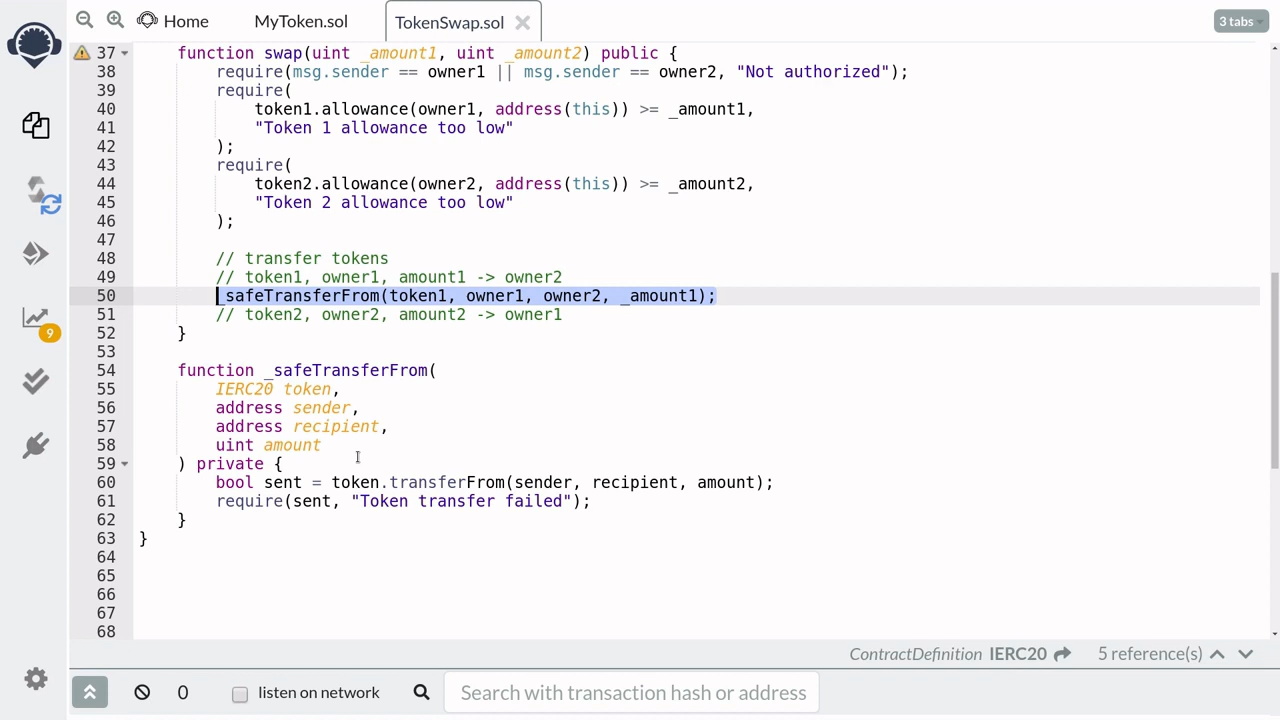 Home MyToken.sol TokenSwap.sol 3 tabs
37 function swap(uint _amount1, uint _amount2) public {
38 require(msg.sender == owner1 || msg.sender == owner2, "Not authorized");
39 require(
40 token1.allowance(owner1, address(this)) >= _amount1,
41 "Token 1 allowance too low"
42 );
43 require(
44 token2.allowance(owner2, address(this)) >= _amount2,
45 "Token 2 allowance too low"
46 );
47
48 // transfer tokens
49 // token1, owner1, amount1 -> owner2
50 _safeTransferFrom(token1, owner1, owner2, _amount1);
51 // token2, owner2, amount2 -> owner1
52 }
53
54 function _safeTransferFrom(
55 IERC20 token,
56 address sender,
57 address recipient,
58 uint amount
59 ) private {
60 bool sent = token.transferFrom(sender, recipient, amount);
61 require(sent, "Token transfer failed");
62 }
63 }
64
65
66
67
68
9
ContractDefinition IERC20 5 reference(s)
0 listen on network Search with transaction hash or address